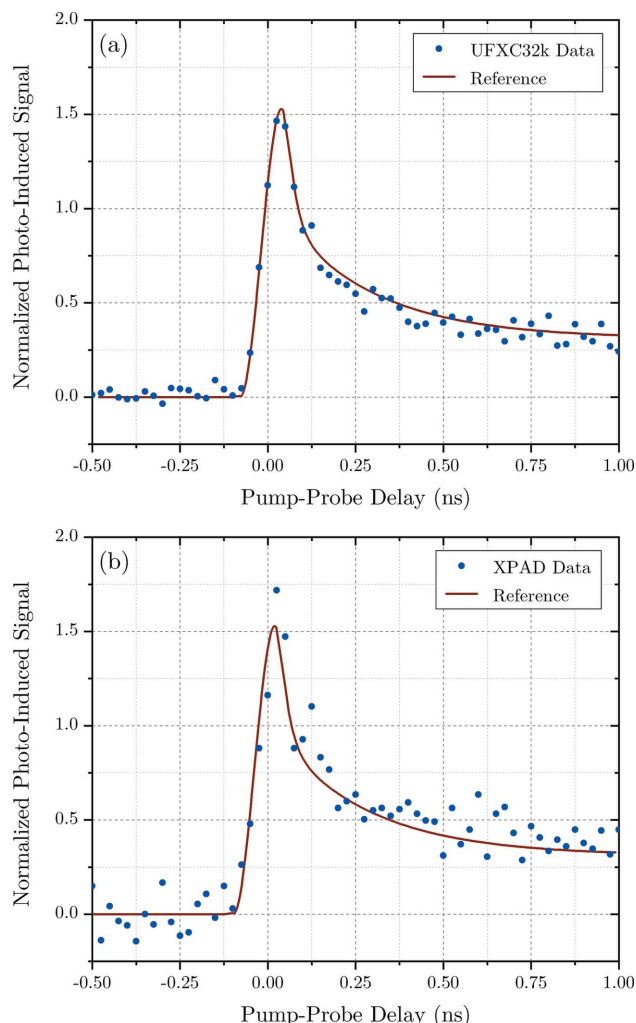 (a)
UFXC32k Data
Reference
Normalized Photo-Induced Signal
2.0
1.5
1.0
0.5
0.0
-0.50 -0.25 0.00 0.25 0.50 0.75 1.00
Pump-Probe Delay (ns)
(b)
XPAD Data
Reference
Normalized Photo-Induced Signal
2.0
1.5
1.0
0.5
0.0
-0.50 -0.25 0.00 0.25 0.50 0.75 1.00
Pump-Probe Delay (ns)